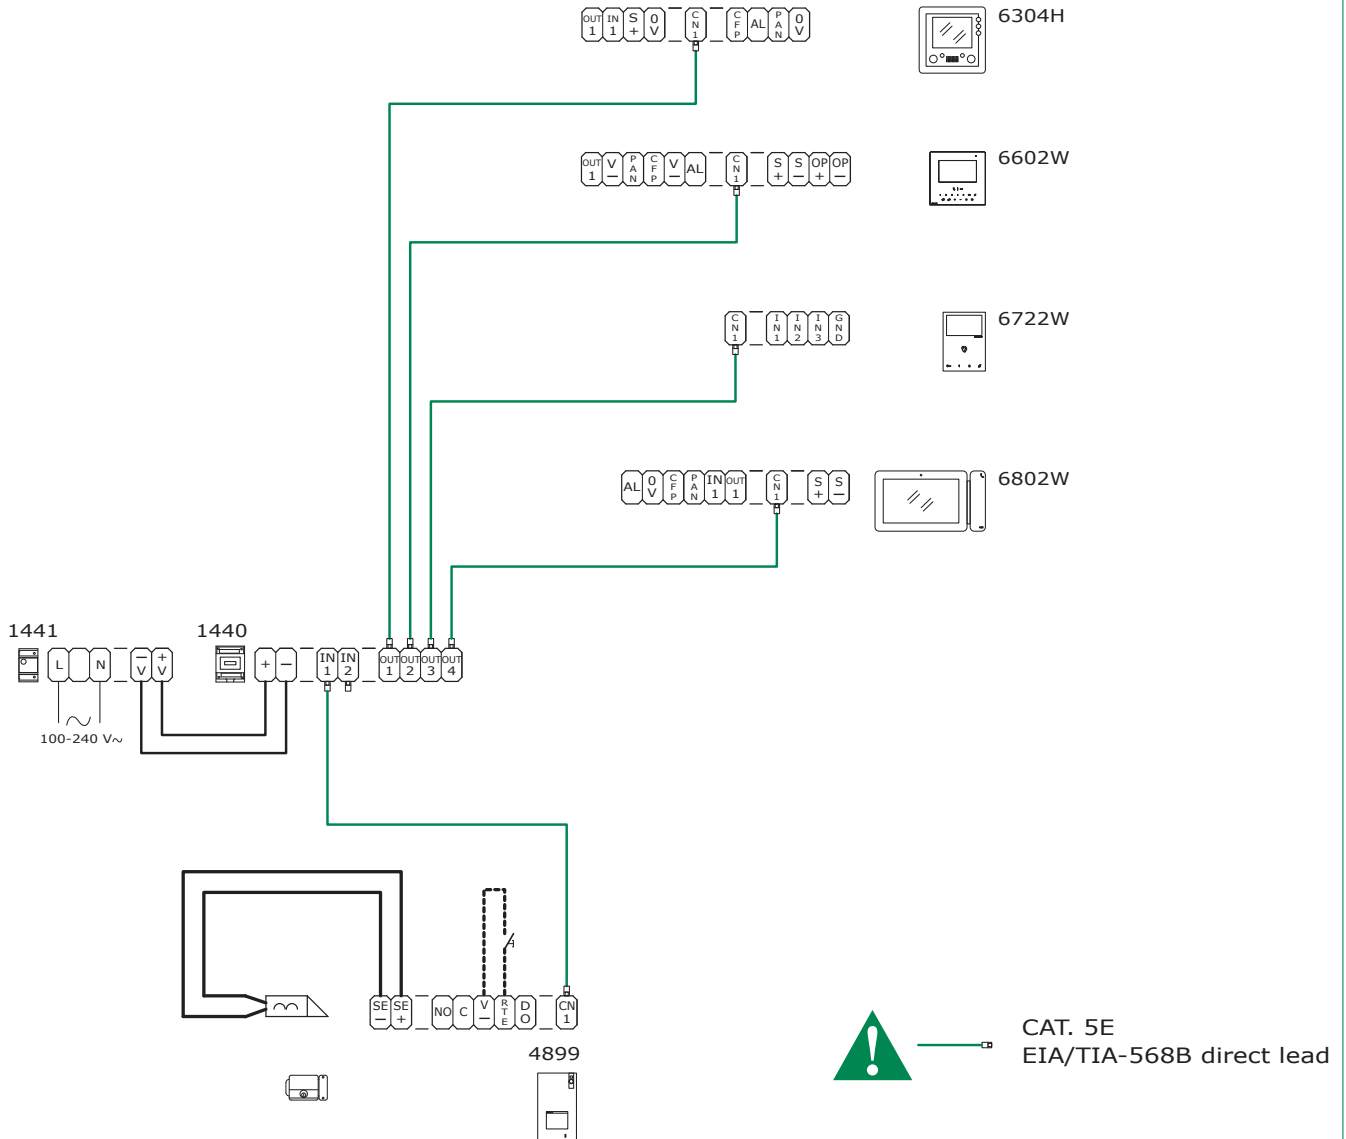 OUT 1 IN 1 S + 0 V CN1 CFP AL PAN 0 V
6304H
OUT 1 V – PAN CFP V – AL CN1 S + S – OP + OP –
6602W
CN1 IN1 IN2 IN3 GND
6722W
AL 0 V CFP PAN IN 1 OUT 1 CN1 S + S –
6802W
1441
1440
L N – V + V
+ – IN 1 IN 2 OUT 1 OUT 2 OUT 3 OUT 4
100-240 V~
SE – SE + NO C V – RTE DO CN 1
4899
!
CAT. 5E
EIA/TIA-568B direct lead